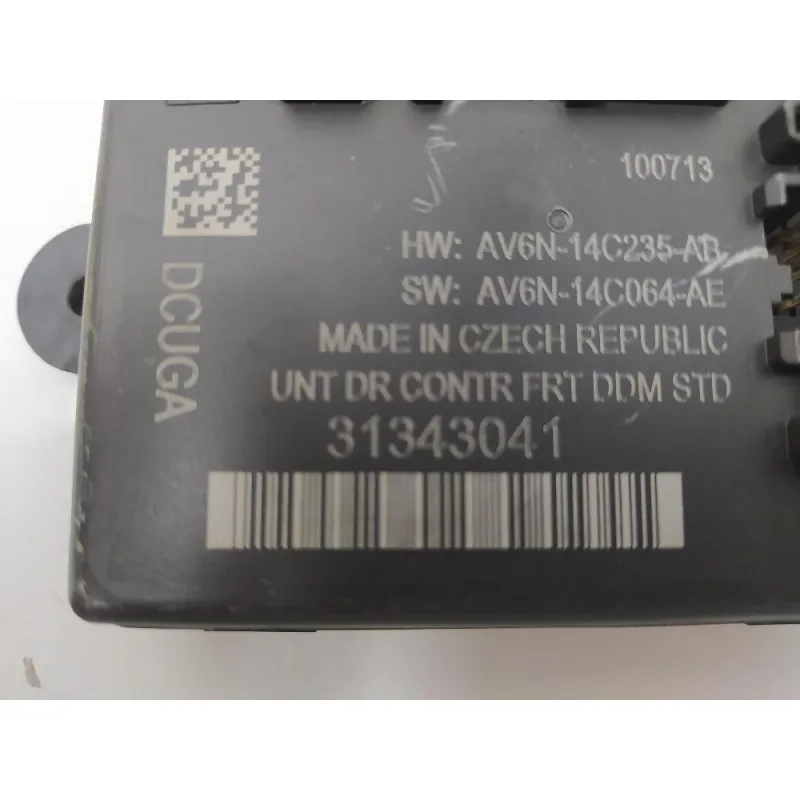 100713
HW: AV6N-14C235-AB
SW: AV6N-14C064-AE
MADE IN CZECH REPUBLIC
UNT DR CONTR FRT DDM STD
31343041
DCUGA